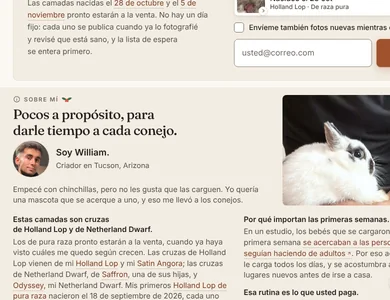 Las camadas nacidas el 28 de octubre y el 5 de
noviembre pronto estarán a la venta. No hay un día
fijo: cada uno se publica cuando ya lo fotografié
y revisé que está sano, y la lista de espera
se entera primero.
Holland Lop · De raza pura
Envíeme también fotos nuevas mientras
usted@correo.com
SOBRE MÍ
Pocos a propósito, para
darle tiempo a cada conejo.
Soy William.
Criador en Tucson, Arizona
Empecé con chinchillas, pero no les gusta que las carguen. Yo quería
una mascota que se acerque a uno, y eso me llevó a los conejos.
Estas camadas son cruzas
de Holland Lop y de Netherland Dwarf.
Los de pura raza pronto estarán a la venta, cuando ya haya
visto cuáles me quedo según crecen. Las cruzas de Holland
Lop vienen de mi Holland Lop y mi Satin Angora; las cruzas
de Netherland Dwarf, de Saffron, una de sus hijas, y
Odyssey, mi Netherland Dwarf. Mis primeros Holland Lop de
pura raza nacieron el 18 de septiembre de 2026, cada uno
Por qué importan las primeras semanas.
En un estudio, los bebés que se cargaron
primera semana se acercaban a las pers
seguían haciendo de adultos. Por eso a
le carga todos los días, y se acostumbra
lugares nuevos antes de irse a casa.
Esa rutina es lo que usted paga.